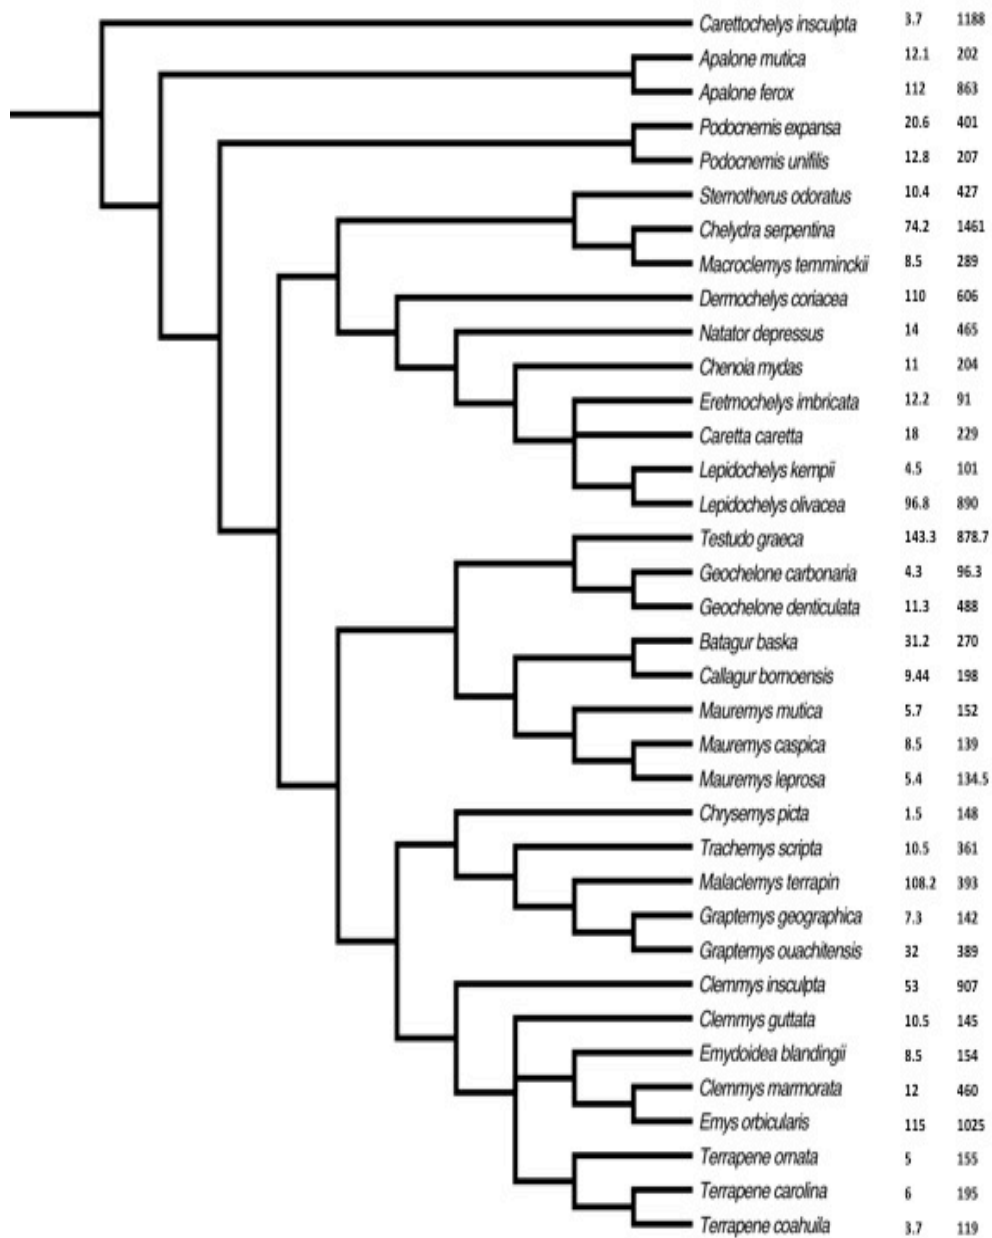 Carettochelys insculpta 3.7 1188
Apalone mutica 12.1 202
Apalone ferox 112 863
Podocnemis expansa 20.6 401
Podocnemis unifilis 12.8 207
Sternotherus odoratus 10.4 427
Chelydra serpentina 74.2 1461
Macroclemys temminckii 8.5 289
Dermochelys coriacea 110 606
Natator depressus 14 465
Chenoia mydas 11 204
Eretmochelys imbricata 12.2 91
Caretta caretta 18 229
Lepidochelys kempii 4.5 101
Lepidochelys olivacea 96.8 890
Testudo graeca 143.3 878.7
Geochelone carbonaria 4.3 96.3
Geochelone denticulata 11.3 488
Batagur baska 31.2 270
Callagur bornoensis 9.44 198
Mauremys mutica 5.7 152
Mauremys caspica 8.5 139
Mauremys leprosa 5.4 134.5
Chrysemys picta 1.5 148
Trachemys scripta 10.5 361
Malaclemys terrapin 108.2 393
Graptemys geographica 7.3 142
Graptemys ouachitensis 32 389
Clemmys insculpta 53 907
Clemmys guttata 10.5 145
Emydoidea blandingii 8.5 154
Clemmys marmorata 12 460
Emys orbicularis 115 1025
Terrapene ornata 5 155
Terrapene carolina 6 195
Terrapene coahuila 3.7 119